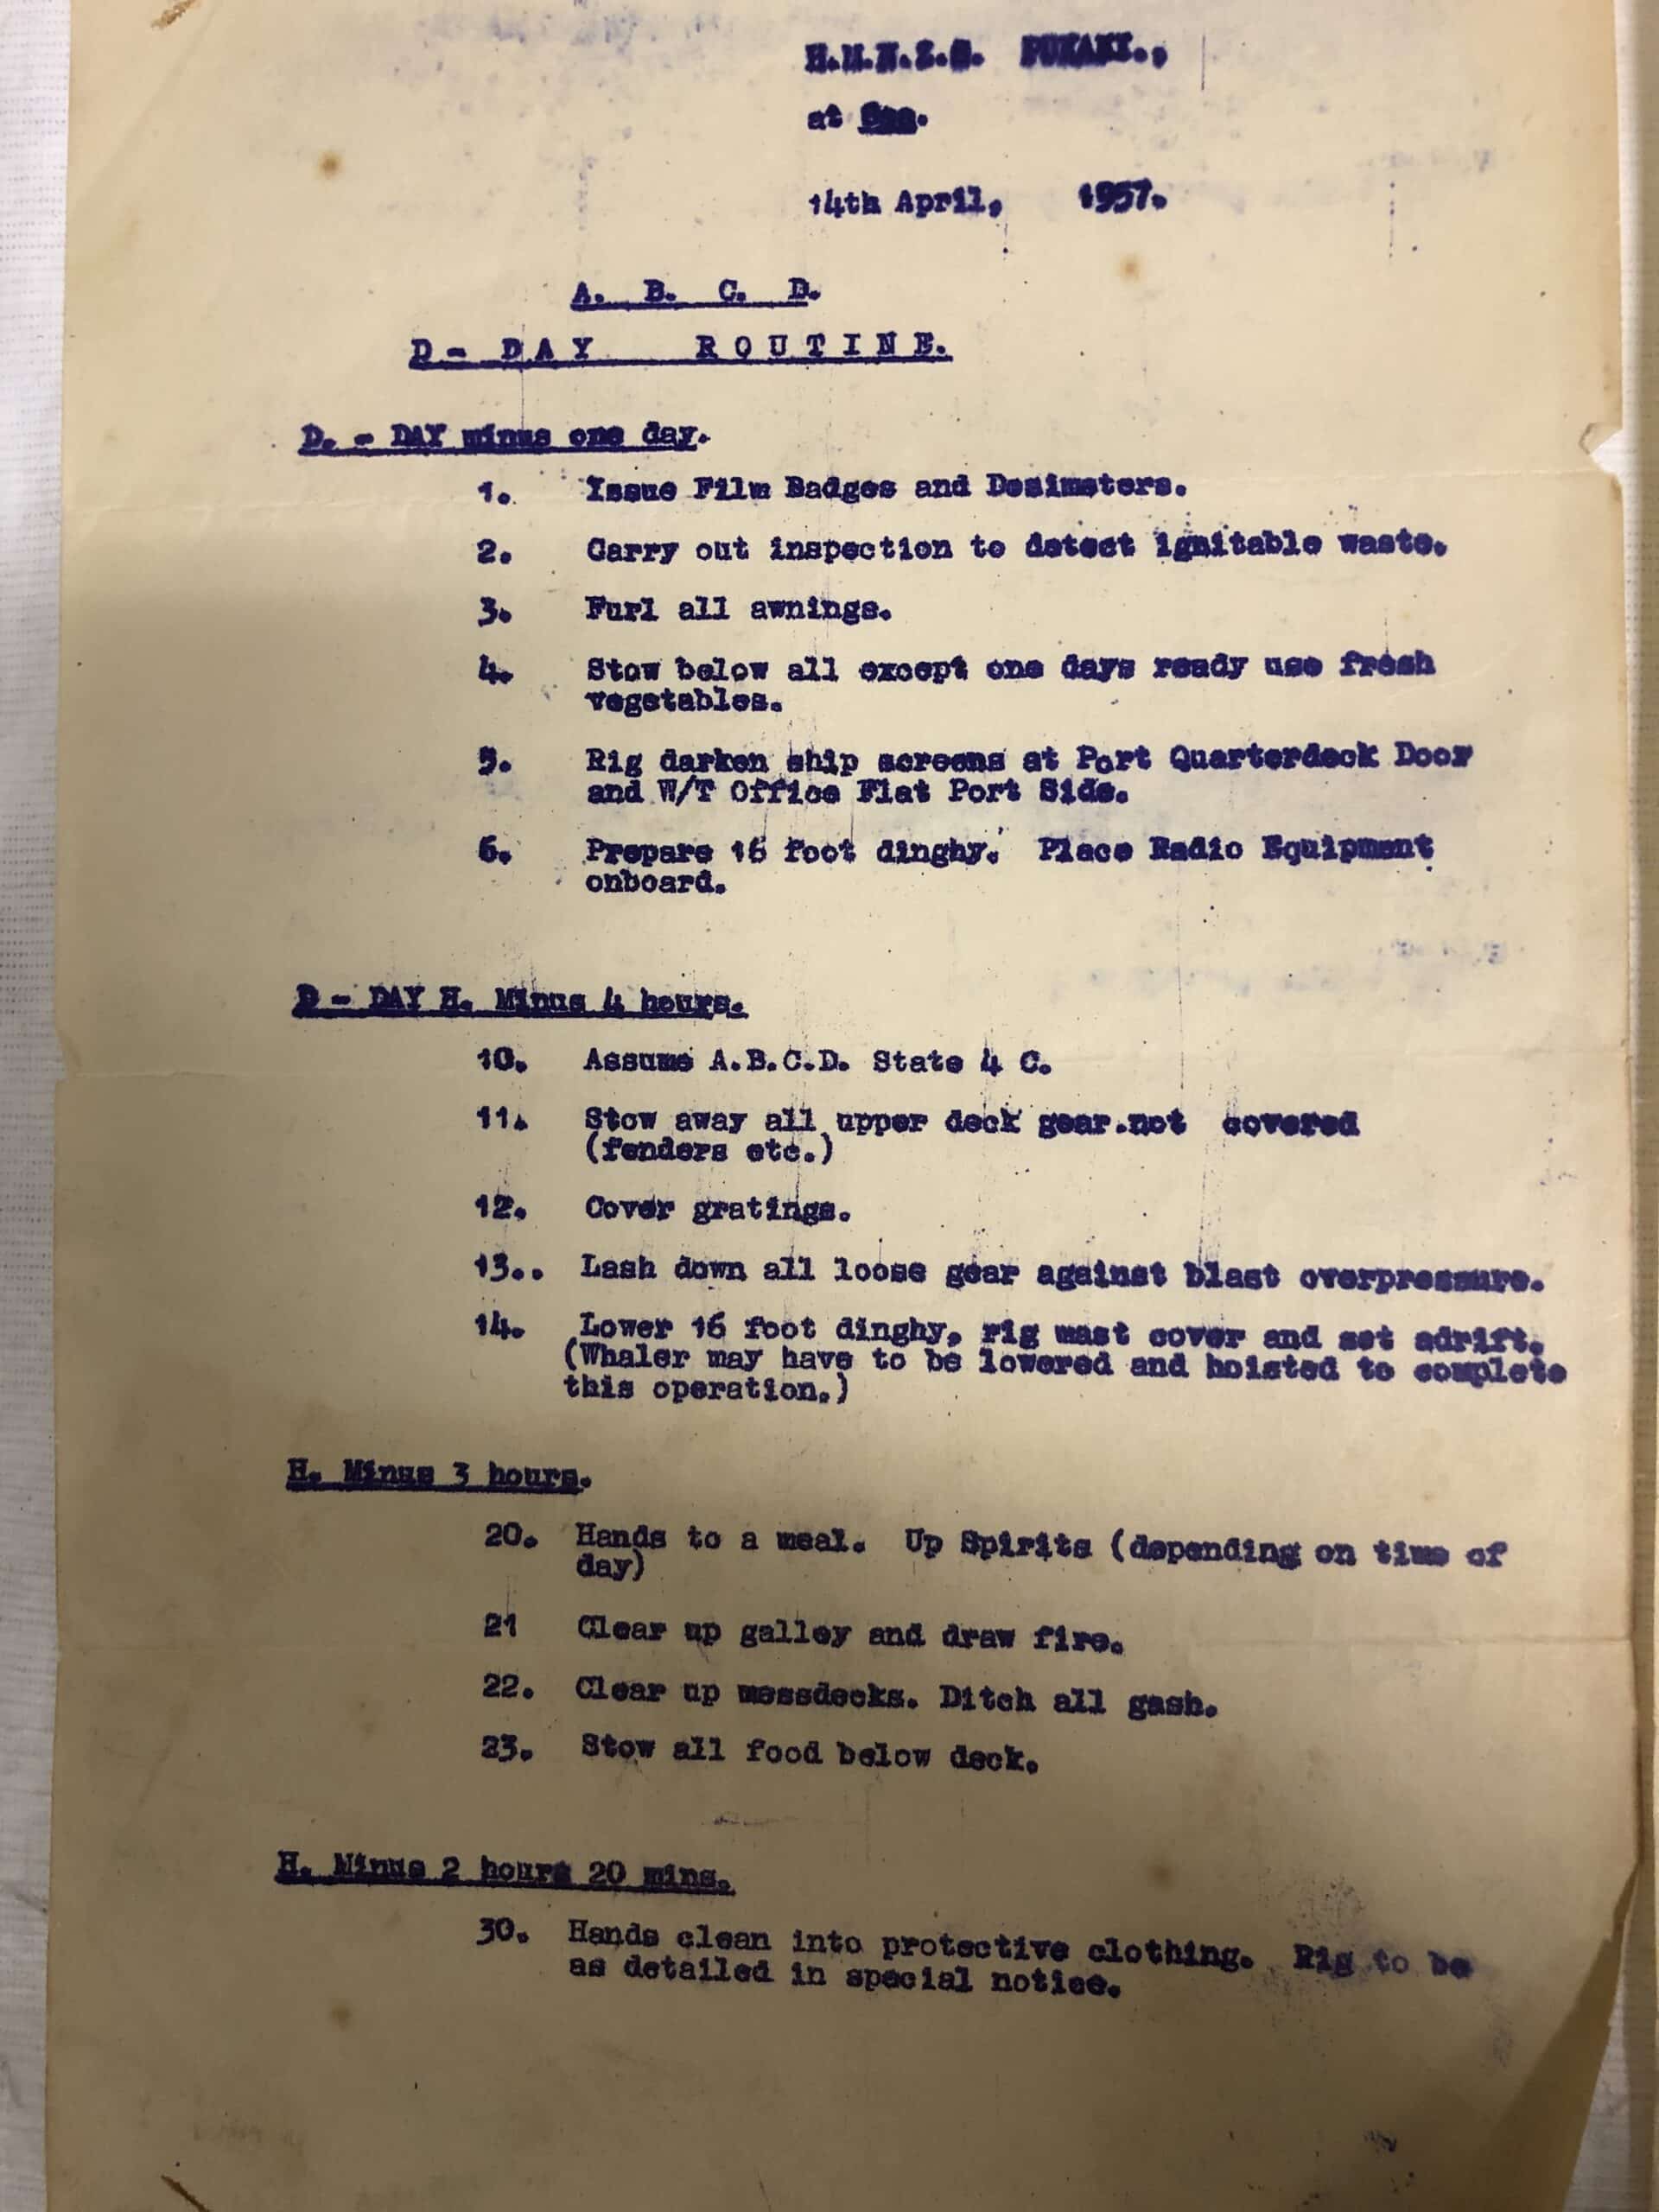 H.M.N.Z.S. PUKAKI.,
at Sea.
14th April, 1957.
A. B. C. D.
D - DAY ROUTINE.
D. - DAY minus one day.
1. Issue Film Badges and Dosimeters.
2. Carry out inspection to detect ignitable waste.
3. Furl all awnings.
4. Stow below all except one days ready use fresh
vegetables.
5. Rig darken ship screens at Port Quarterdeck Door
and W/T Office Flat Port Side.
6. Prepare 16 foot dinghy. Place Radio Equipment
onboard.
D - DAY H. Minus 4 hours.
10. Assume A.B.C.D. State 4 C.
11. Stow away all upper deck gear.not covered
(fenders etc.)
12. Cover gratings.
13.. Lash down all loose gear against blast overpressure.
14. Lower 16 foot dinghy, rig mast cover and set adrift.
(Whaler may have to be lowered and hoisted to complete
this operation.)
H. Minus 3 hours.
20. Hands to a meal. Up Spirits (depending on time of
day)
21 Clear up galley and draw fire.
22. Clear up messdecks. Ditch all gash.
23. Stow all food below deck.
H. Minus 2 hours 20 mins.
30. Hands clean into protective clothing. Rig to be
as detailed in special notice.